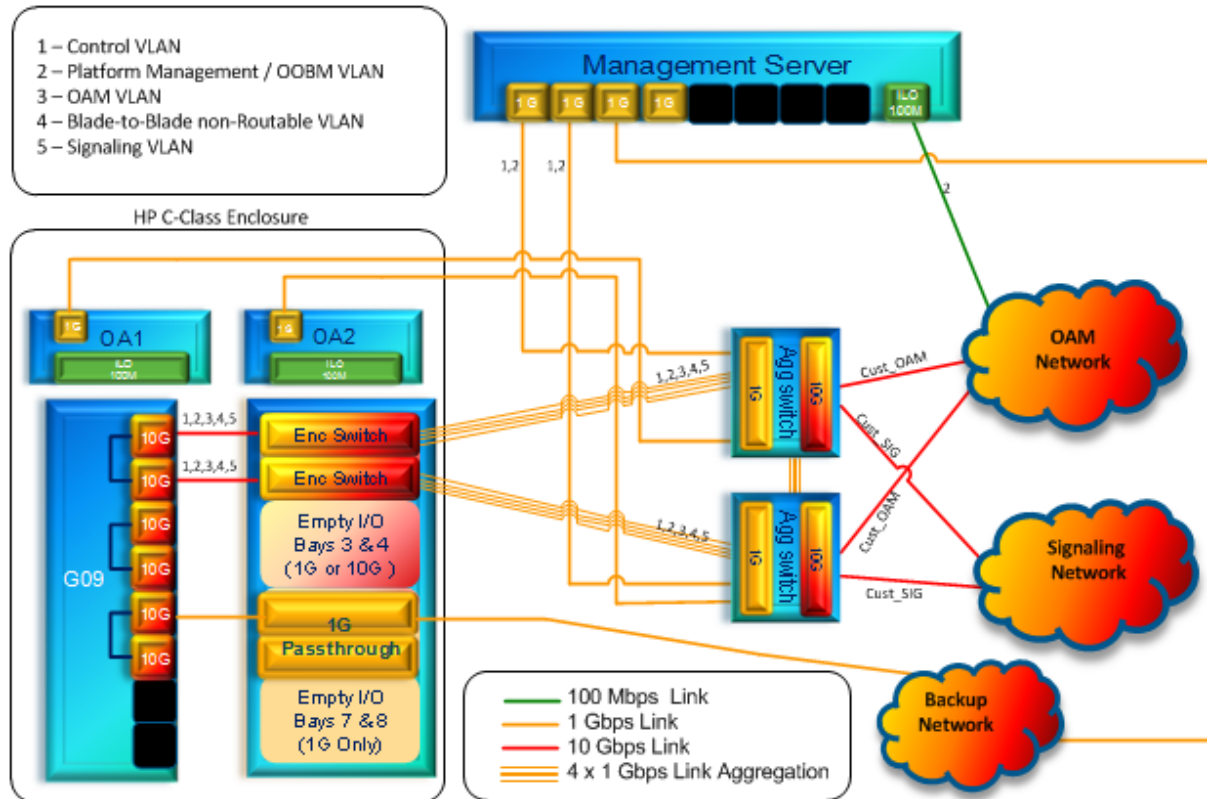 1 – Control VLAN
2 – Platform Management / OOBM VLAN
3 – OAM VLAN
4 – Blade-to-Blade non-Routable VLAN
5 – Signaling VLAN
Management Server
1G
1G
1G
1G
ILO
100M
1,2
1,2
2
HP C-Class Enclosure
1G
OA1
ILO
100M
1G
OA2
ILO
100M
OAM
Network
1G
Agg switch
10G
Cust_OAM
1,2,3,4,5
Cust_SIG
10G
1,2,3,4,5
Enc Switch
10G
1,2,3,4,5
Enc Switch
1,2,3,4,5
1G
Agg switch
10G
Cust_OAM
Cust_SIG
Signaling
Network
10G
10G
Empty I/O
Bays 3 & 4
(1G or 10G )
G09
10G
10G
1G
Passthrough
Empty I/O
Bays 7 & 8
(1G Only)
100 Mbps Link
1 Gbps Link
10 Gbps Link
4 x 1 Gbps Link Aggregation
Backup
Network